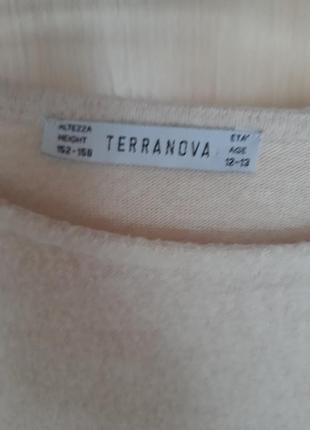 ALTEZZA
HEIGHT
152-158
TERRANOVA
ETA'
AGE
12-13